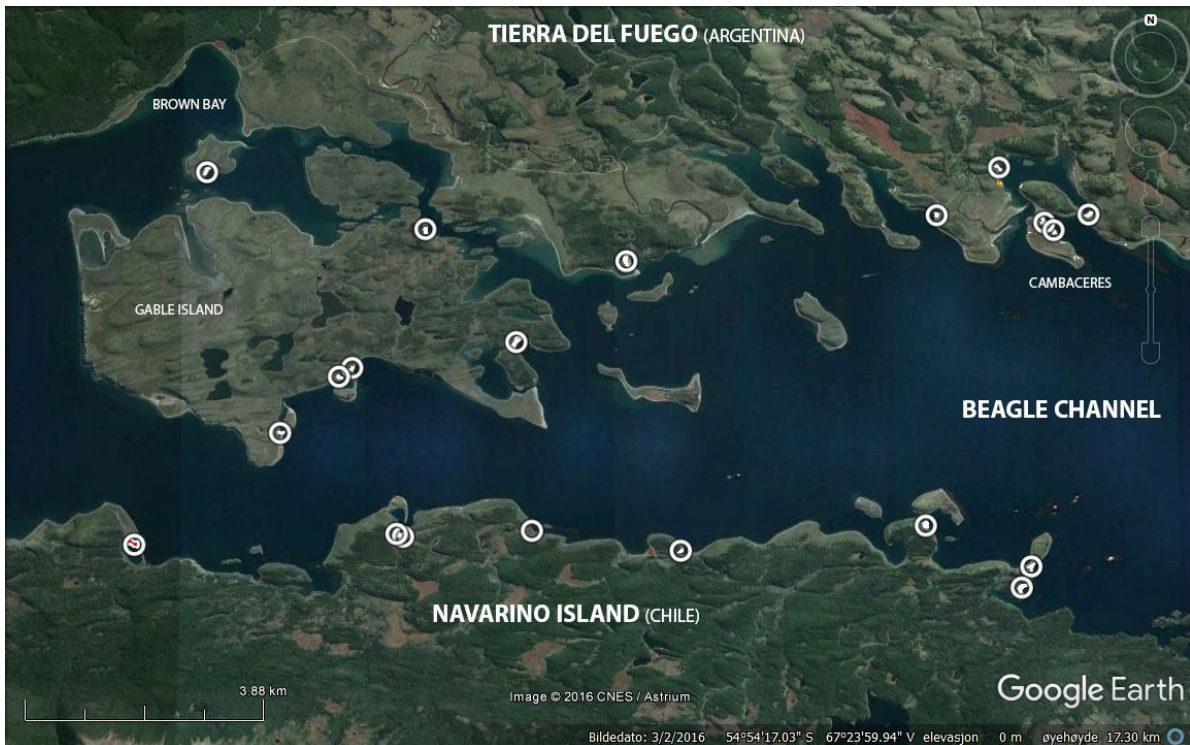 TIERRA DEL FUEGO (ARGENTINA)
N
BROWN BAY
GABLE ISLAND
CAMBACERES
BEAGLE CHANNEL
NAVARINO ISLAND (CHILE)
3.88 km
Image © 2016 CNES / Astrium
Google Earth
Bildedato: 3/2/2016 54°54'17.03" S 67°23'59.94" V elevasjon 0 m øyehøyde 17.30 km